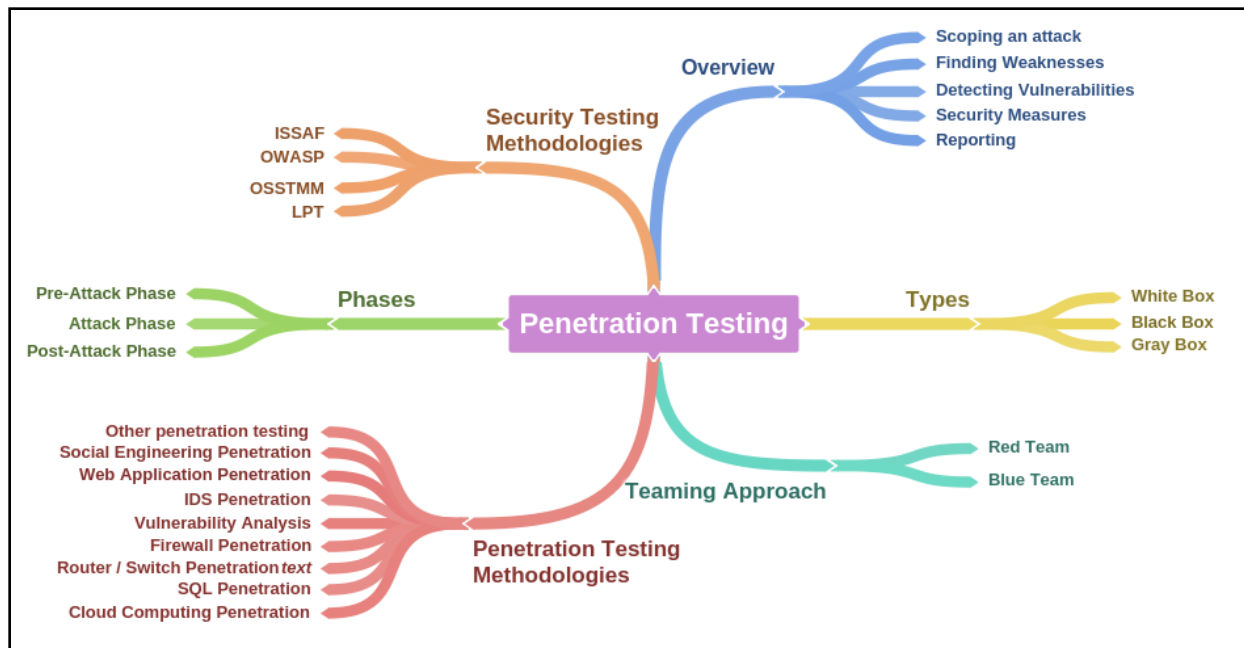 Overview
Scoping an attack
Finding Weaknesses
Detecting Vulnerabilities
Security Measures
Reporting
Security Testing
Methodologies
ISSAF
OWASP
OSSTMM
LPT
Phases
Pre-Attack Phase
Attack Phase
Post-Attack Phase
Penetration Testing
Types
White Box
Black Box
Gray Box
Teaming Approach
Red Team
Blue Team
Penetration Testing
Methodologies
Other penetration testing
Social Engineering Penetration
Web Application Penetration
IDS Penetration
Vulnerability Analysis
Firewall Penetration
Router / Switch Penetration text
SQL Penetration
Cloud Computing Penetration